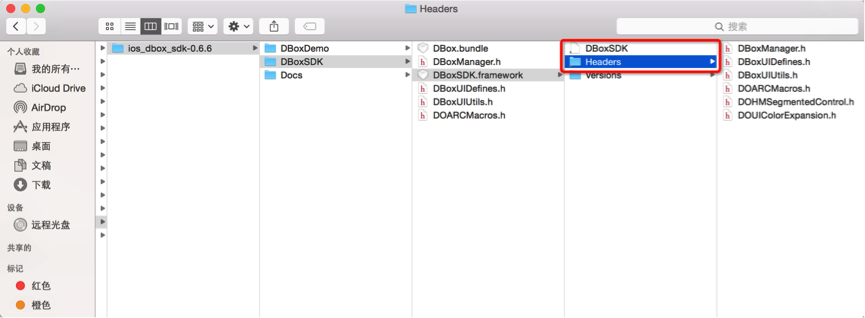 Headers
搜索
个人收藏
我的所有…
iCloud Drive
AirDrop
应用程序
桌面
文稿
下载
设备
远程光盘
共享的
标记
红色
橙色
ios_dbox_sdk-0.6.6
DBoxDemo
DBoxSDK
Docs
DBox.bundle
DBoxManager.h
DBoxSDK.framework
DBoxUIDefines.h
DBoxUIUtils.h
DOARCMacros.h
DBoxSDK
Headers
Versions
DBoxManager.h
DBoxUIDefines.h
DBoxUIUtils.h
DOARCMacros.h
DOHMSegmentedControl.h
DOUIColorExpansion.h